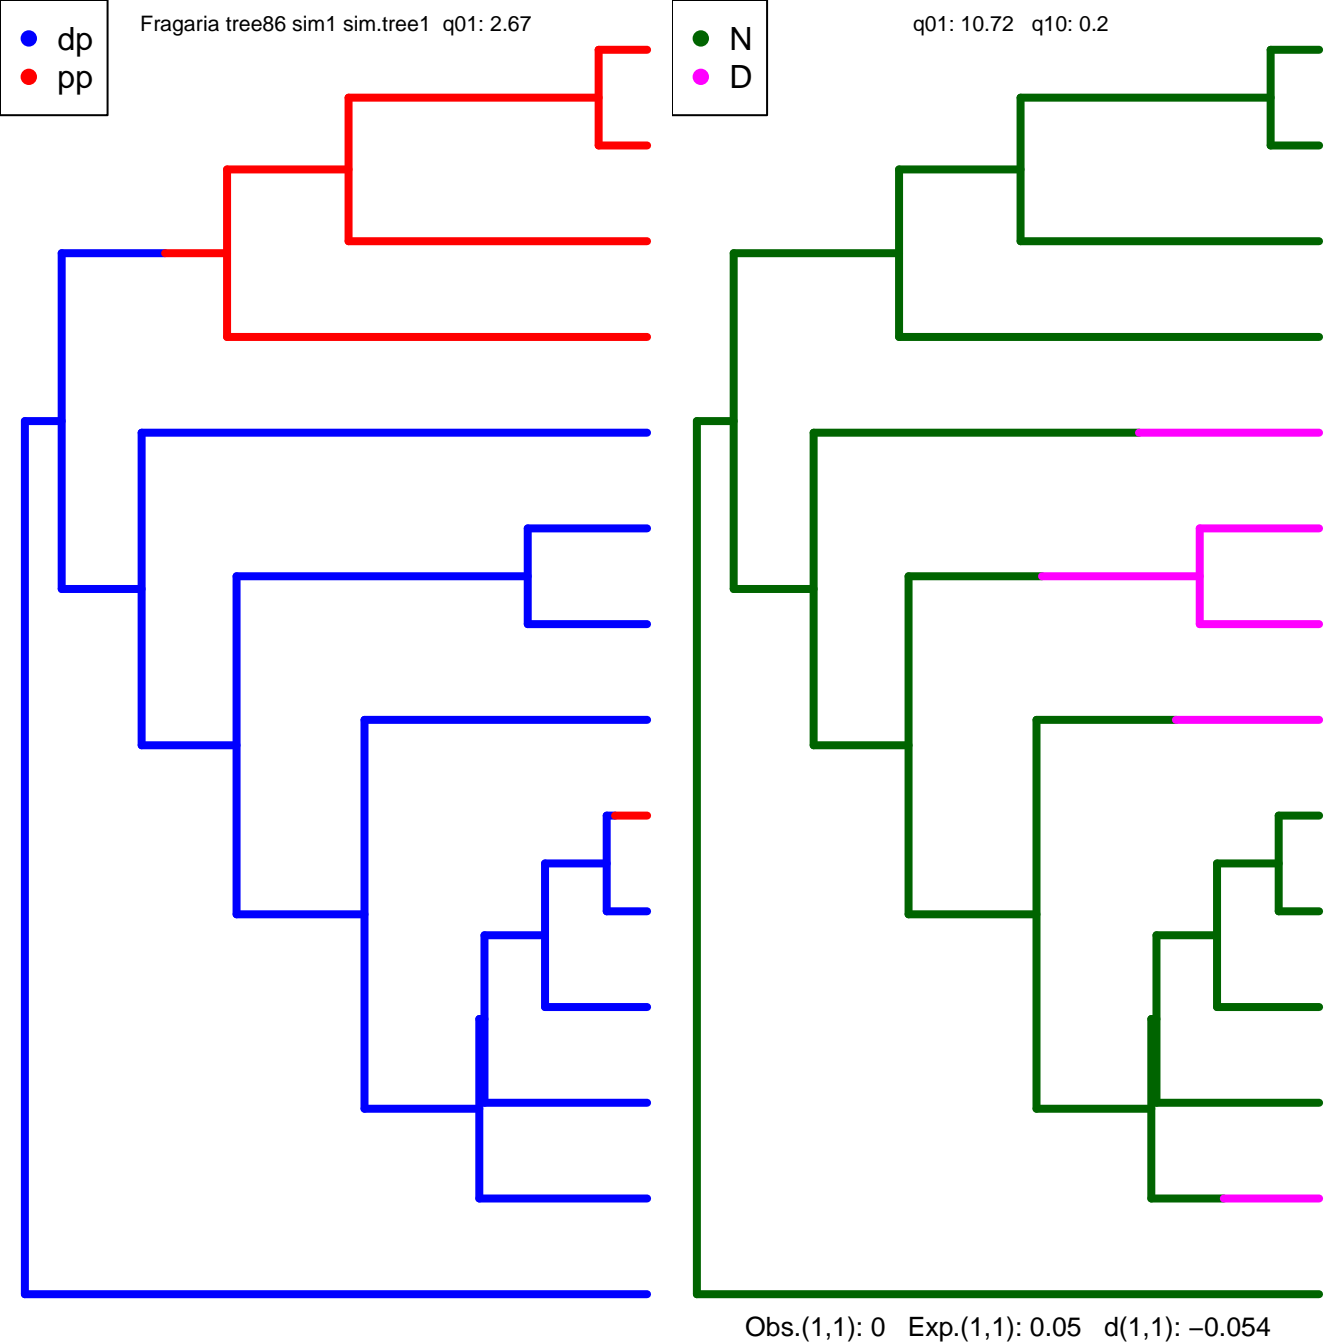 Fragaria tree86 sim1 sim.tree1 q01: 2.67
dp
pp
q01: 10.72 q10: 0.2
N
D
Obs.(1,1): 0 Exp.(1,1): 0.05 d(1,1): −0.054